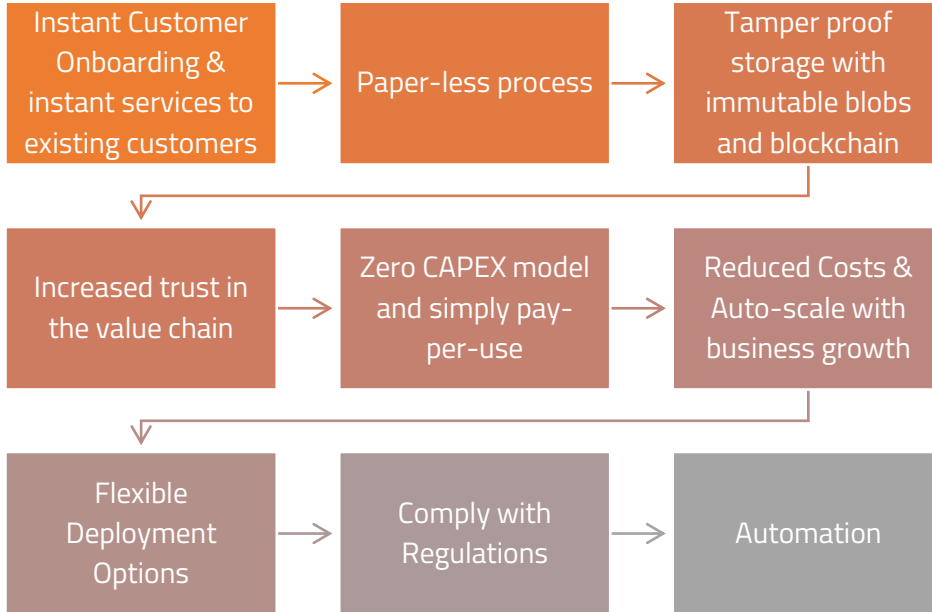 Instant Customer
Onboarding &
instant services to
existing customers
Paper-less process
Tamper proof
storage with
immutable blobs
and blockchain
Increased trust in
the value chain
Zero CAPEX model
and simply pay-
per-use
Reduced Costs &
Auto-scale with
business growth
Flexible
Deployment
Options
Comply with
Regulations
Automation